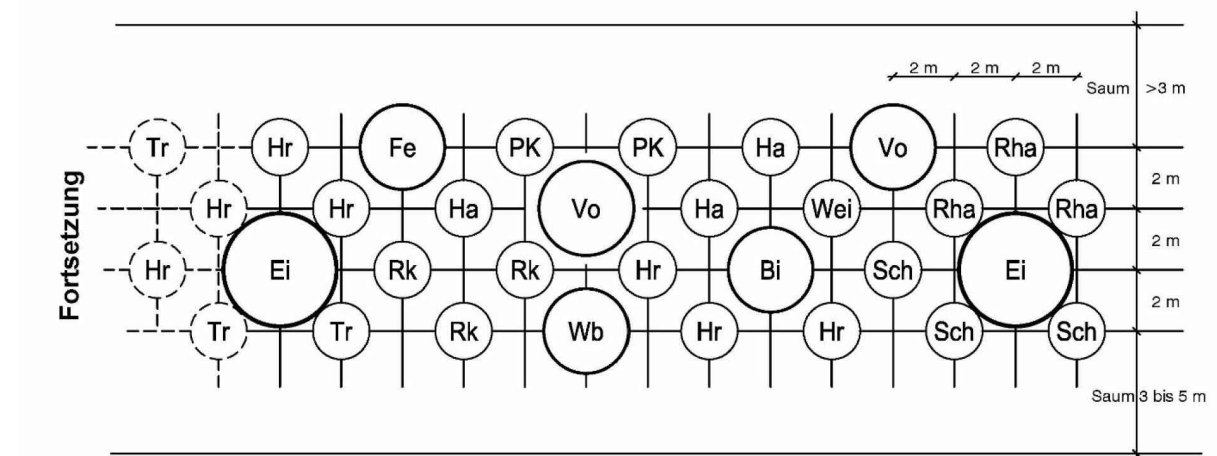 2 m 2 m 2 m
Saum >3 m
Tr Hr Fe PK PK Ha Vo Rha
2 m
Hr Hr Ha Vo Ha Wei Rha Rha
2 m
Hr Ei Rk Rk Hr Bi Sch Ei
2 m
Tr Tr Rk Wb Hr Hr Sch Sch
Saum 3 bis 5 m
Fortsetzung